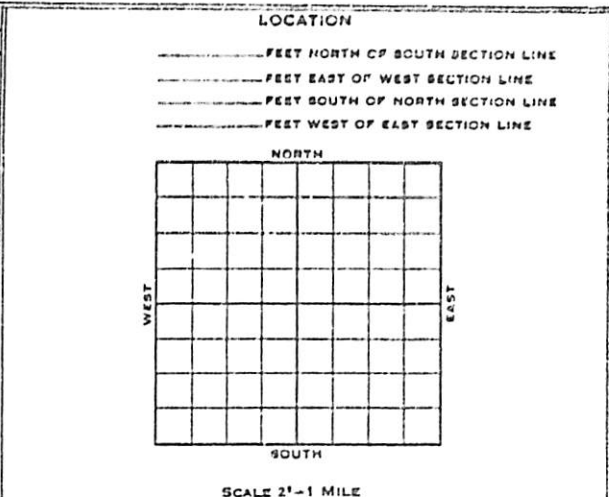 LOCATION
FEET NORTH OF SOUTH SECTION LINE
FEET EAST OF WEST SECTION LINE
FEET SOUTH OF NORTH SECTION LINE
FEET WEST OF EAST SECTION LINE
NORTH
WEST
EAST
SOUTH
SCALE 2"-1 MILE